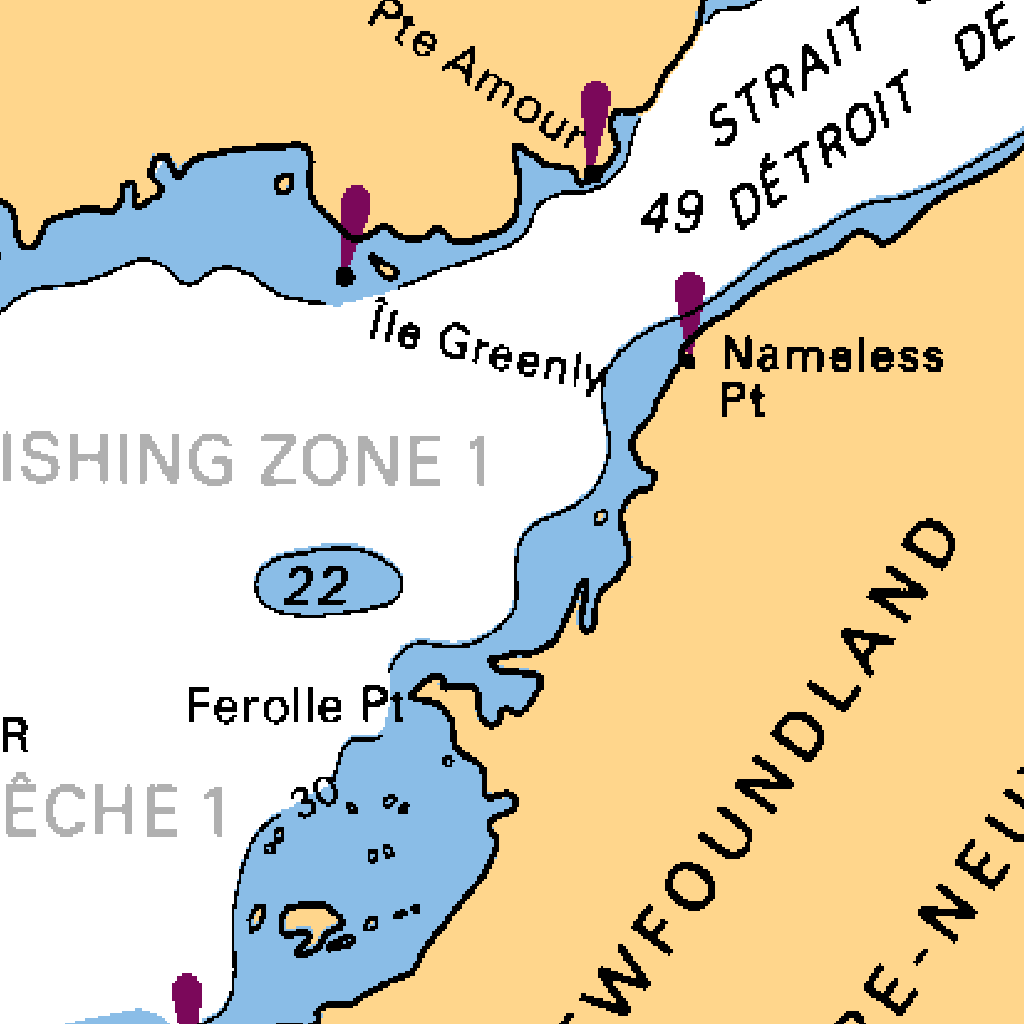 Pte Amour
STRAIT
DÉTROIT DE
49
Île Greenly
Nameless
Pt
ISHING ZONE 1
22
Ferolle Pt
R
ÊCHE 1
30
WFOUNDLAND
RE-NEU